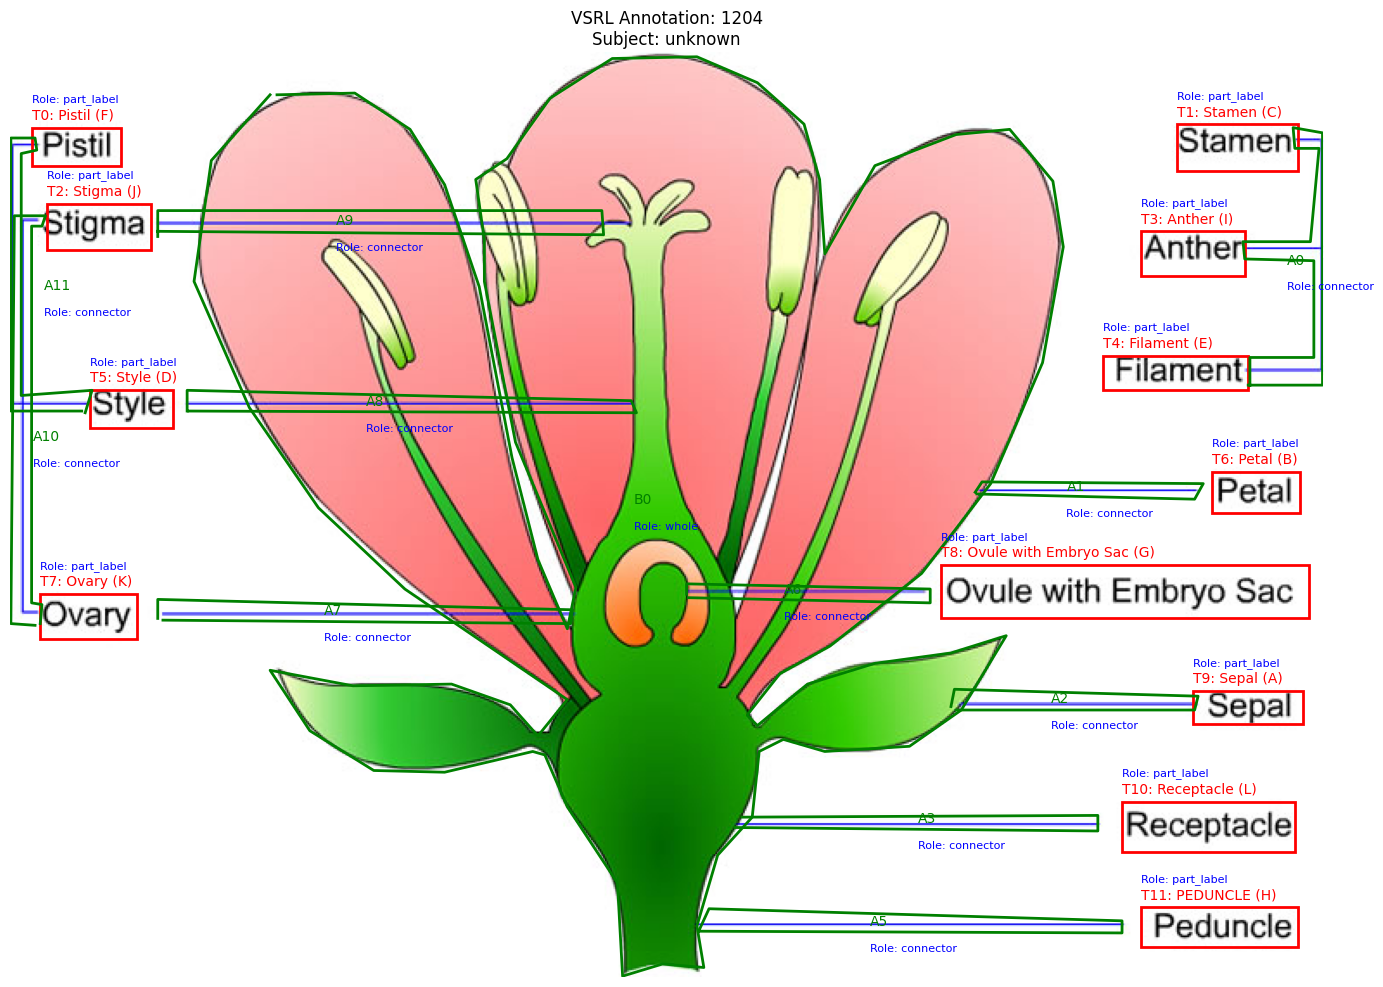 VSRL Annotation: 1204
Subject: unknown
Role: part_label
T0: Pistil (F)
Pistil
Role: part_label
T1: Stamen (C)
Stamen
Role: part_label
T2: Stigma (J)
Stigma
A9
Role: connector
Role: part_label
T3: Anther (I)
Anther
A0
Role: connector
A11
Role: connector
Role: part_label
T4: Filament (E)
Filament
Role: part_label
T5: Style (D)
Style
A8
Role: connector
A10
Role: connector
Role: part_label
T6: Petal (B)
Petal
A1
Role: connector
B0
Role: whole
Role: part_label
T8: Ovule with Embryo Sac (G)
Ovule with Embryo Sac
Role: connector
Role: part_label
T7: Ovary (K)
Ovary
A7
Role: connector
Role: part_label
T9: Sepal (A)
Sepal
A2
Role: connector
Role: part_label
T10: Receptacle (L)
Receptacle
A3
Role: connector
Role: part_label
T11: PEDUNCLE (H)
Peduncle
A5
Role: connector